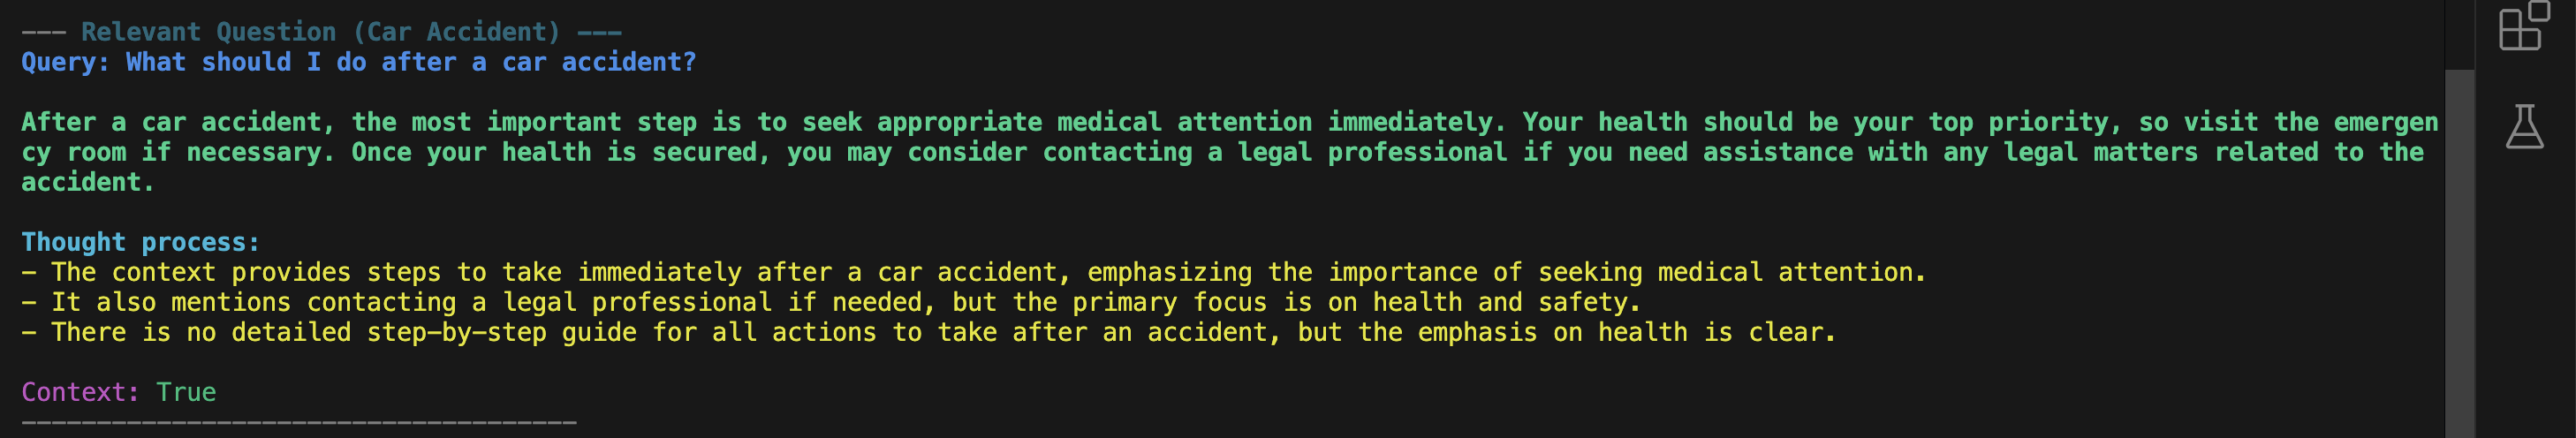 --- Relevant Question (Car Accident) ---
Query: What should I do after a car accident?
After a car accident, the most important step is to seek appropriate medical attention immediately. Your health should be your top priority, so visit the emergen
cy room if necessary. Once your health is secured, you may consider contacting a legal professional if you need assistance with any legal matters related to the
accident.
Thought process:
- The context provides steps to take immediately after a car accident, emphasizing the importance of seeking medical attention.
- It also mentions contacting a legal professional if needed, but the primary focus is on health and safety.
- There is no detailed step-by-step guide for all actions to take after an accident, but the emphasis on health is clear.
Context: True
-------------------------------------